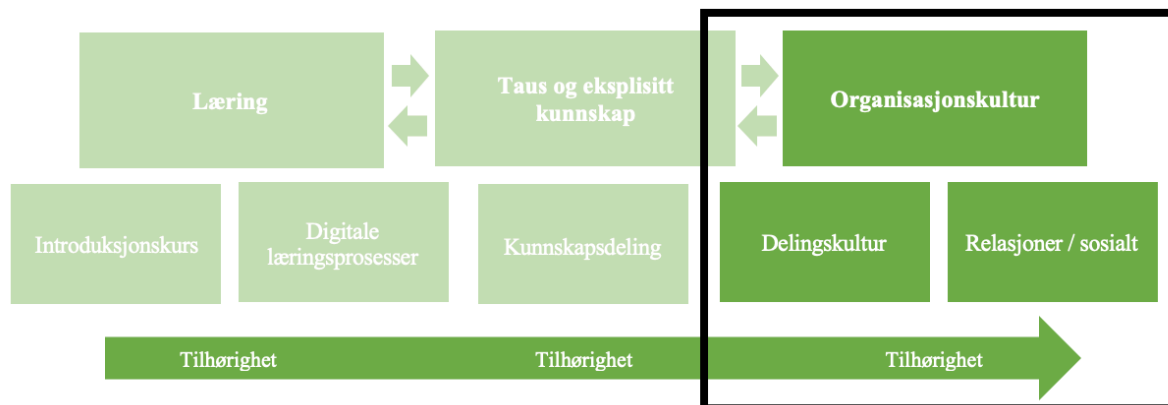 Læring
Taus og eksplisitt
kunnskap
Organisasjonskultur
Introduksjonskurs
Digitale
læringsprosesser
Kunnskapsdeling
Delingskultur
Relasjoner / sosialt
Tilhørighet
Tilhørighet
Tilhørighet